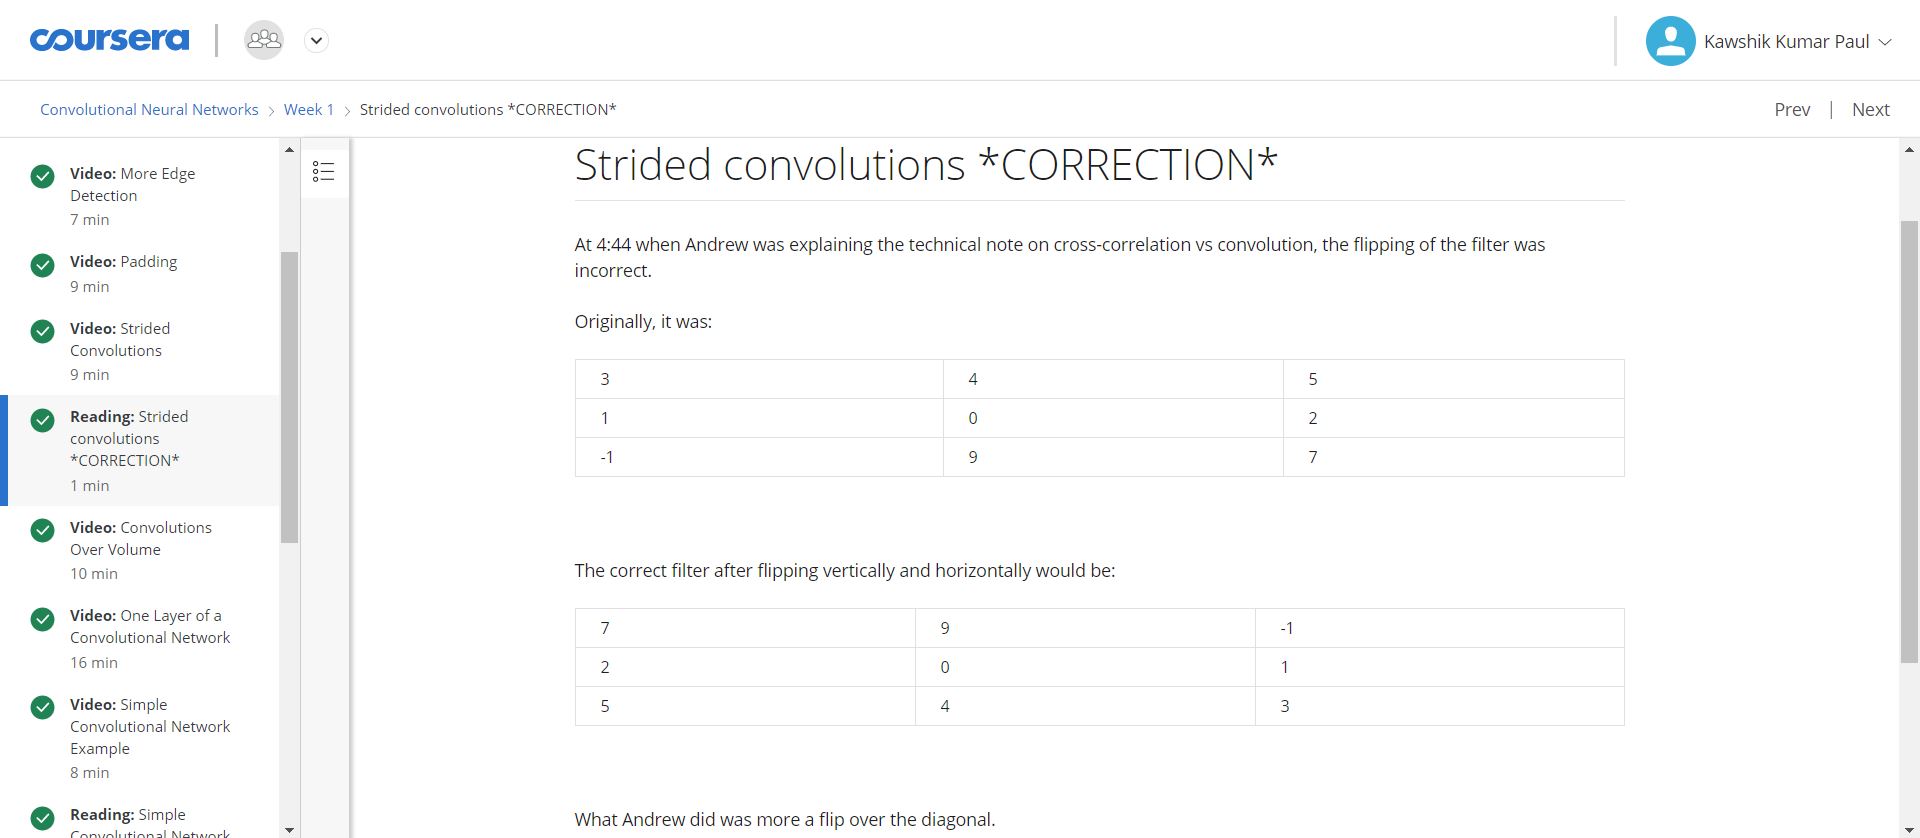 coursera
Kawshik Kumar Paul
Convolutional Neural Networks > Week 1 > Strided convolutions *CORRECTION*
Prev | Next
Video: More Edge
Detection
7 min
Video: Padding
9 min
Video: Strided
Convolutions
9 min
Reading: Strided
convolutions
*CORRECTION*
1 min
Video: Convolutions
Over Volume
10 min
Video: One Layer of a
Convolutional Network
16 min
Video: Simple
Convolutional Network
Example
8 min
Reading: Simple
Convolutional Network
Strided convolutions *CORRECTION*
At 4:44 when Andrew was explaining the technical note on cross-correlation vs convolution, the flipping of the filter was
incorrect.
Originally, it was:
3 4 5
1 0 2
-1 9 7
The correct filter after flipping vertically and horizontally would be:
7 9 -1
2 0 1
5 4 3
What Andrew did was more a flip over the diagonal.